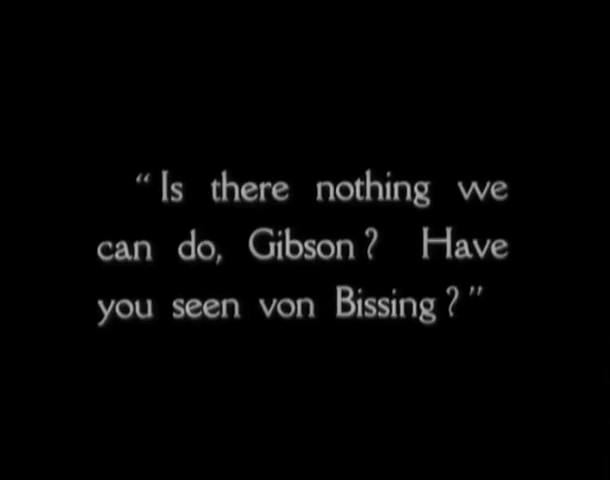 “Is there nothing we
can do, Gibson? Have
you seen von Bissing?”